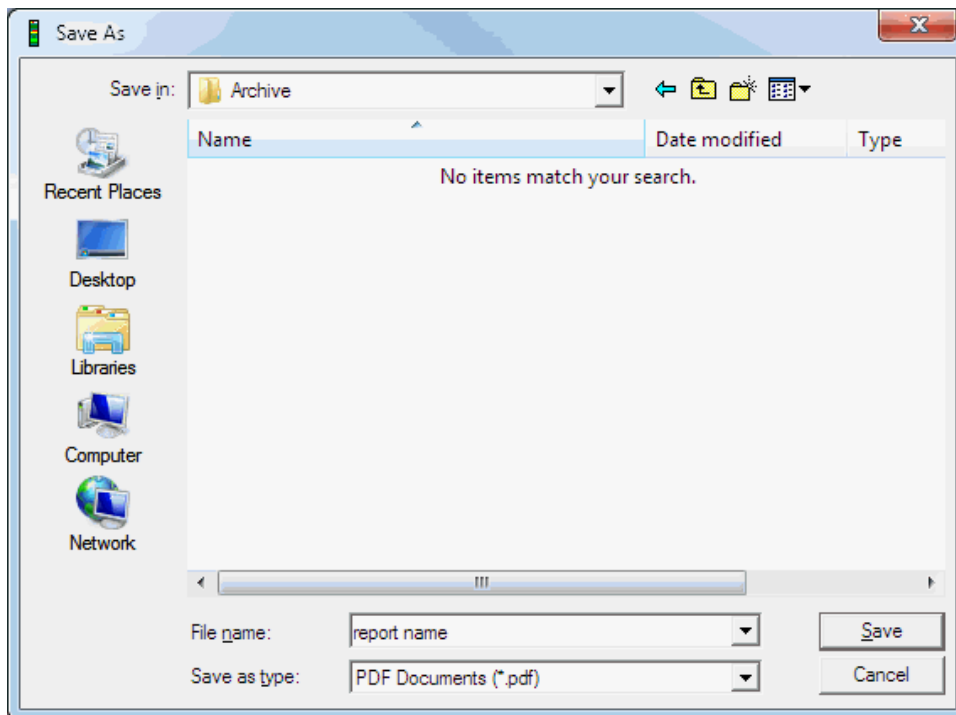 Save As
Save in: Archive
Name Date modified Type
No items match your search.
Recent Places
Desktop
Libraries
Computer
Network
File name: report name Save
Save as type: PDF Documents (*.pdf) Cancel